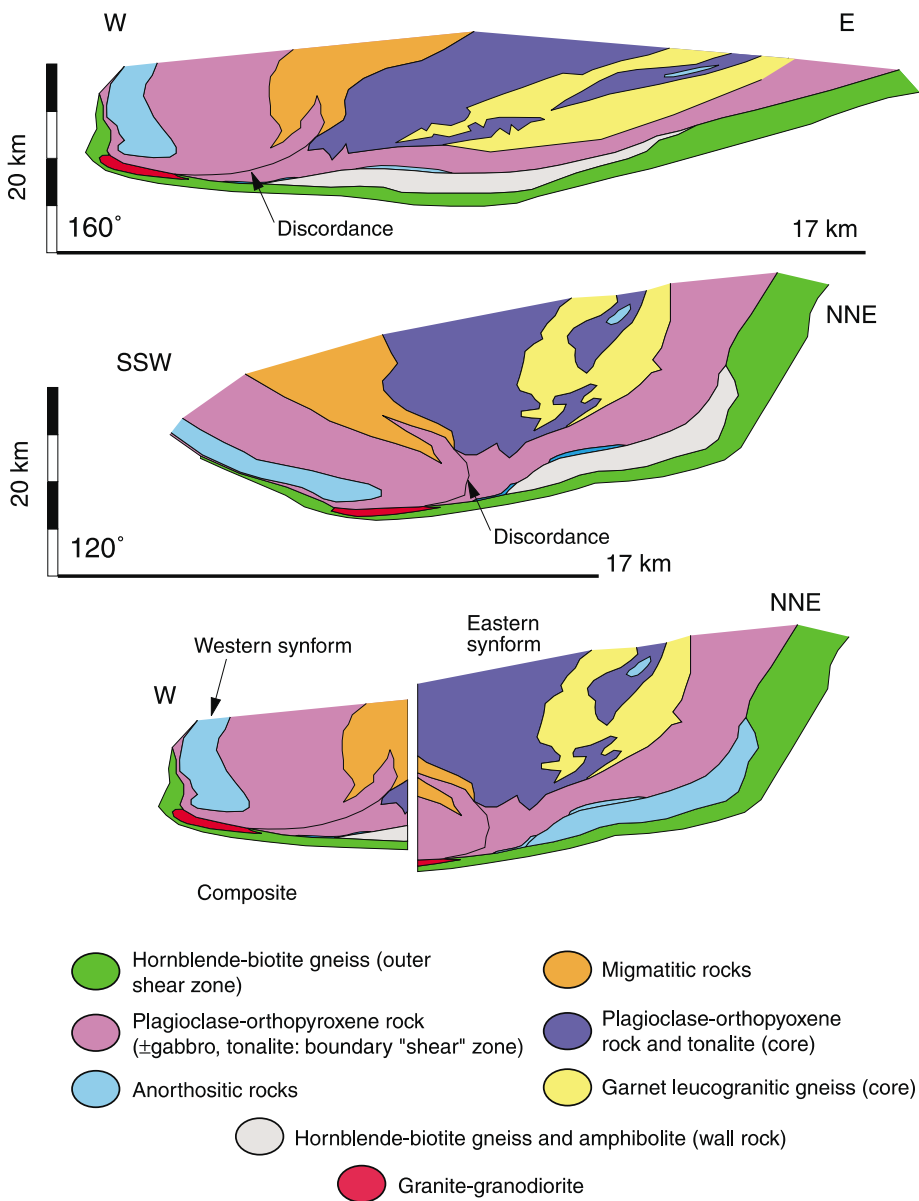 W
E
20 km
Discordance
160°
17 km
SSW
NNE
20 km
Discordance
120°
17 km
NNE
Eastern
synform
Western synform
W
Composite
Hornblende-biotite gneiss (outer
shear zone)
Migmatitic rocks
Plagioclase-orthopyroxene rock
(±gabbro, tonalite: boundary "shear" zone)
Plagioclase-orthopyoxene
rock and tonalite (core)
Anorthositic rocks
Garnet leucogranitic gneiss (core)
Hornblende-biotite gneiss and amphibolite (wall rock)
Granite-granodiorite